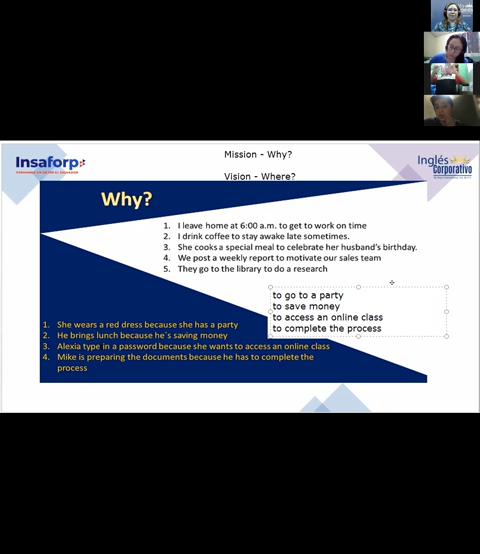 Mission - Why?
Insaforp
Inglés
Corporativo
Vision - Where?
Why?
1. I leave home at 6:00 a.m. to get to work on time
2. I drink coffee to stay awake late sometimes.
3. She cooks a special meal to celebrate her husband's birthday.
4. We post a weekly report to motivate our sales team
5. They go to the library to do a research
to go to a party
to save money
to access an online class
to complete the process
1. She wears a red dress because she has a party
2. He brings lunch because he´s saving money
3. Alexia type in a password because she wants to access an online class
4. Mike is preparing the documents because he has to complete the
process